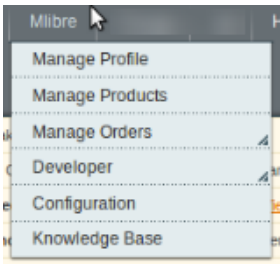 Mlibre
Manage Profile
Manage Products
Manage Orders
Developer
Configuration
Knowledge Base